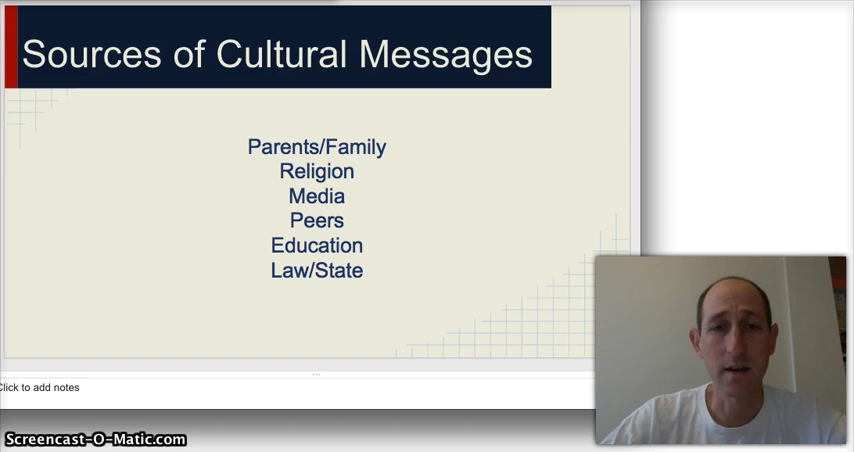 Sources of Cultural Messages
Parents/Family
Religion
Media
Peers
Education
Law/State
Click to add notes
Screencast-O-Matic.com